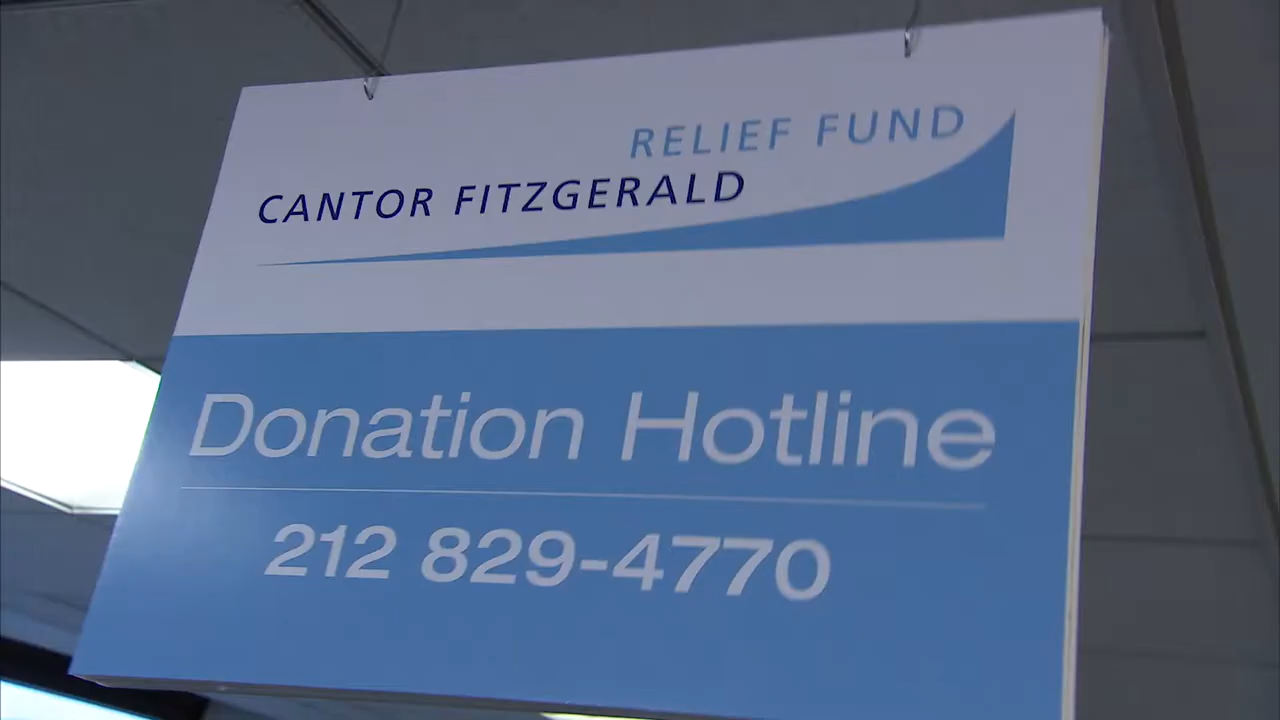 RELIEF FUND
CANTOR FITZGERALD
Donation Hotline
212 829-4770